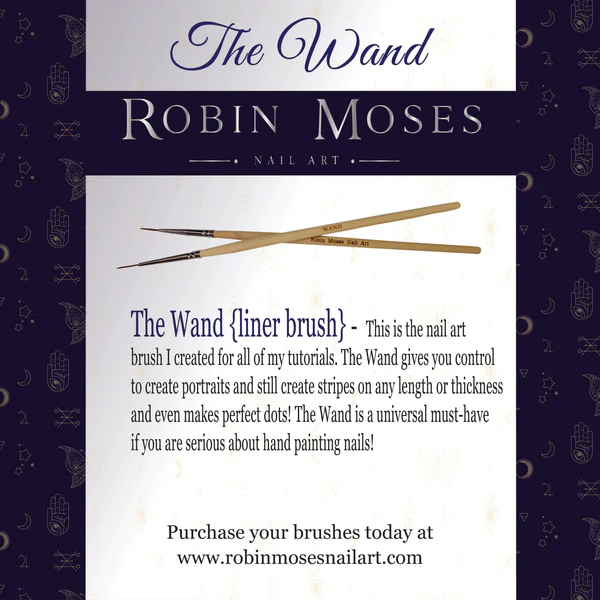 The Wand
ROBIN MOSES
NAIL ART
WAND
Robin Moses Nail Art
The Wand {liner brush} - This is the nail art
brush I created for all of my tutorials. The Wand gives you control
to create portraits and still create stripes on any length or thickness
and even makes perfect dots! The Wand is a universal must-have
if you are serious about hand painting nails!
Purchase your brushes today at
www.robinmosesnailart.com